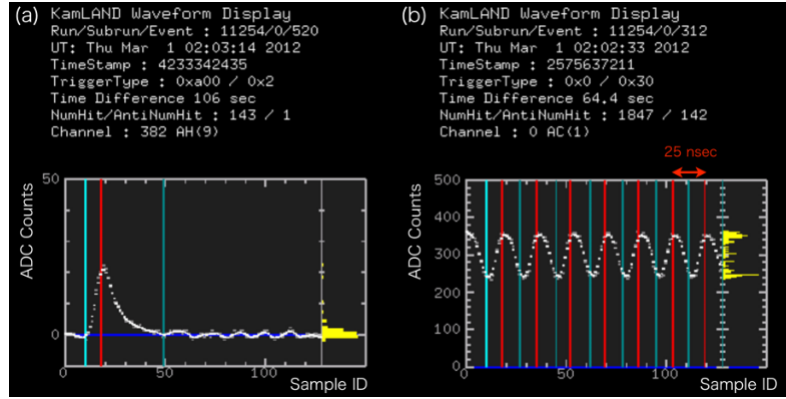 (a) KamLAND Waveform Display
Run/Subrun/Event : 11254/0/520
UT: Thu Mar 1 02:03:14 2012
TimeStamp : 4233342435
TriggerType : 0xa00 / 0x2
Time Difference 106 sec
NumHit/AntiNumHit : 143 / 1
Channel : 382 AH(9)
50
0
ADC Counts
0
100
Sample ID
(b) KamLAND Waveform Display
Run/Subrun/Event : 11254/0/312
UT: Thu Mar 1 02:02:33 2012
TimeStamp : 2575637211
TriggerType : 0x0 / 0x30
Time Difference 64.4 sec
NumHit/AntiNumHit : 1847 / 142
Channel : 0 AC(1)
25 nsec
500
400
300
200
100
0
ADC Counts
0
50
100
Sample ID